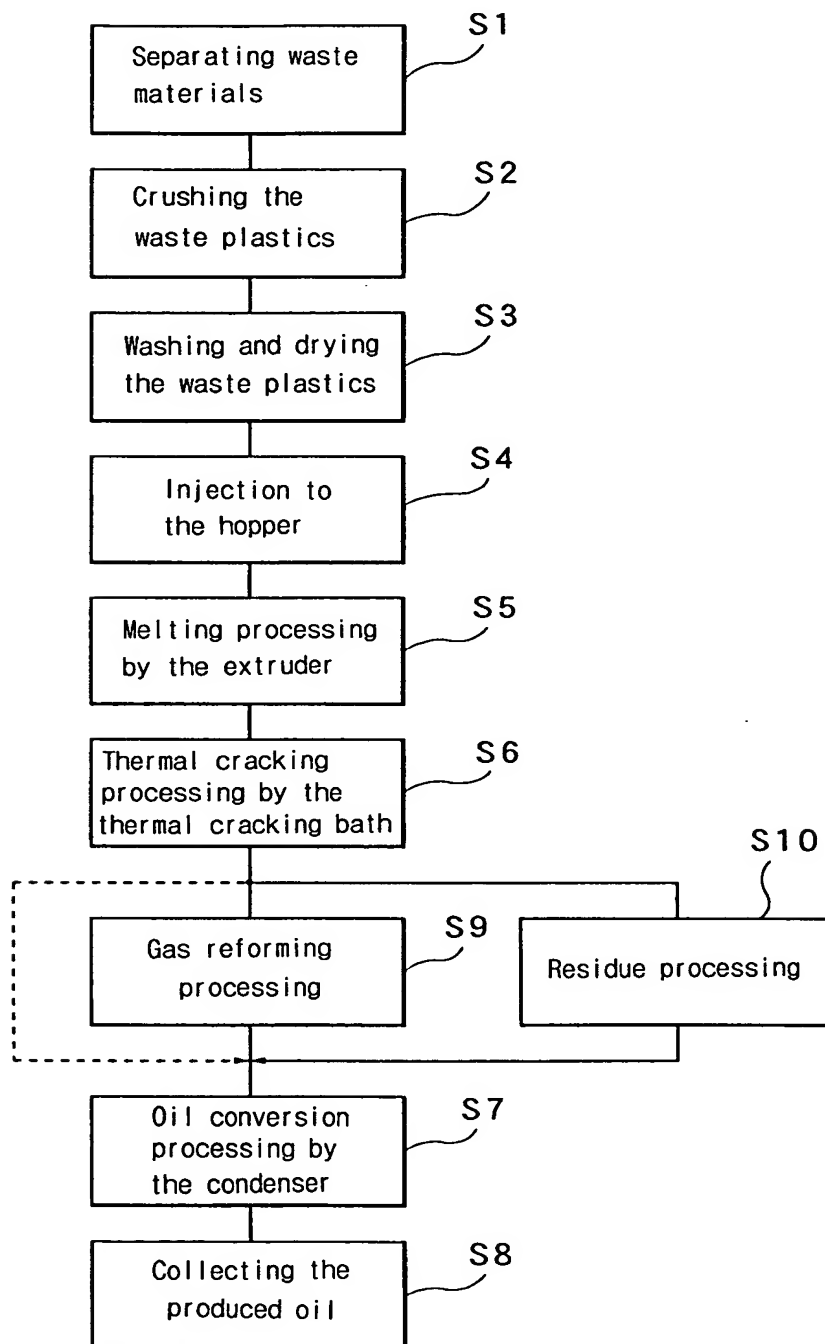 S1
Separating waste
materials
S2
Crushing the
waste plastics
S3
Washing and drying
the waste plastics
S4
Injection to
the hopper
S5
Melting processing
by the extruder
S6
Thermal cracking
processing by the
thermal cracking bath
S10
S9
Gas reforming
processing
Residue processing
S7
Oil conversion
processing by
the condenser
S8
Collecting the
produced oil